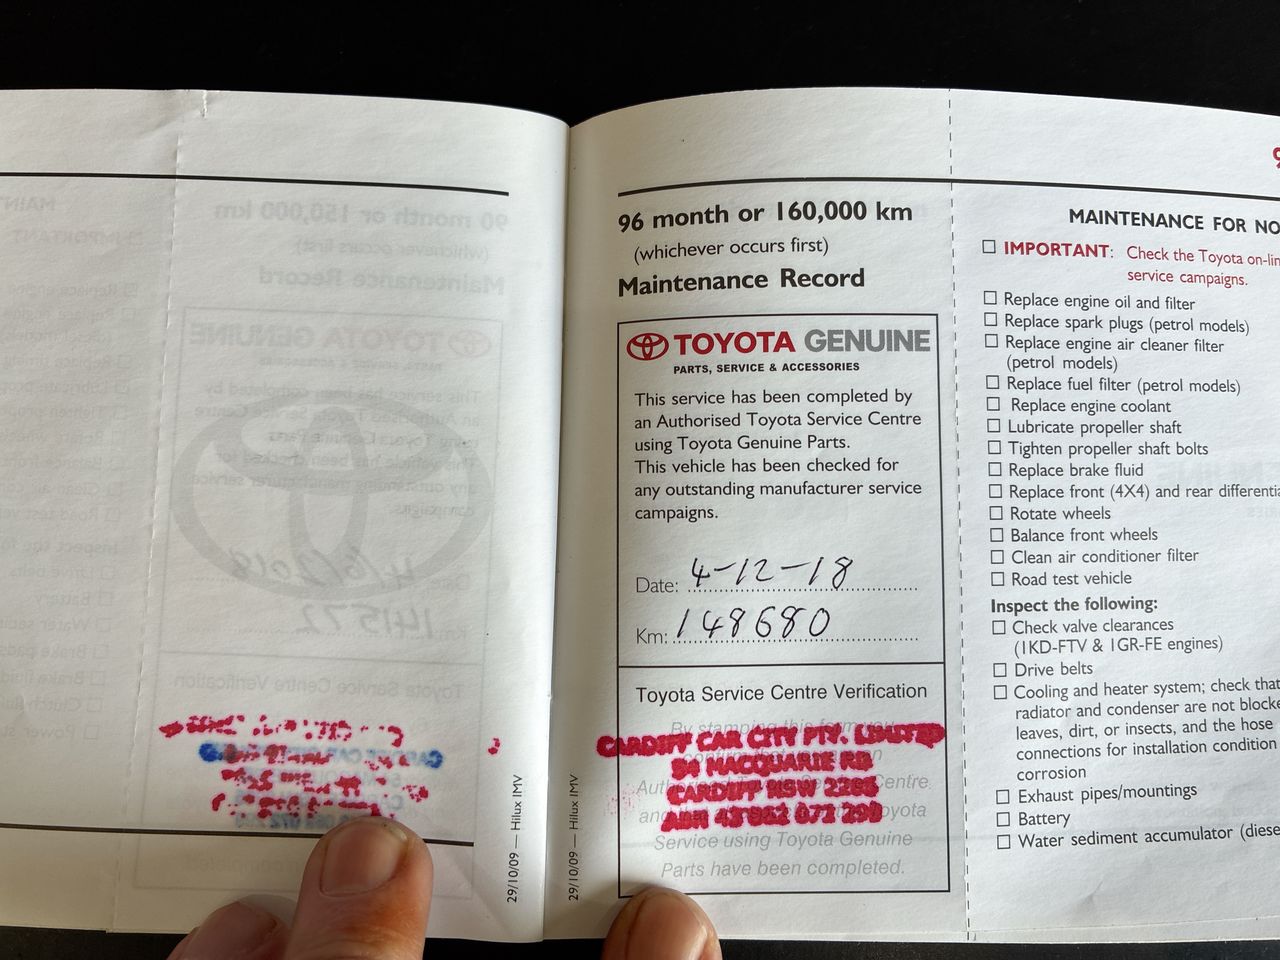 29/10/09 — Hilux IMV
96 month or 160,000 km
(whichever occurs first)
Maintenance Record
TOYOTA GENUINE
PARTS, SERVICE & ACCESSORIES
This service has been completed by
an Authorised Toyota Service Centre
using Toyota Genuine Parts.
This vehicle has been checked for
any outstanding manufacturer service
campaigns.
Date: 4-12-18
Km: 148680
Toyota Service Centre Verification
By stamping this form you
CARDIFF CAR CITY PTY. LIMITED
54 MACQUARIE RD
CARDIFF NSW 2285
Centre
Toyota
Service using Toyota Genuine
Parts have been completed.
29/10/09 — Hilux IMV
MAINTENANCE FOR NO
IMPORTANT: Check the Toyota on-lin
service campaigns.
Replace engine oil and filter
Replace spark plugs (petrol models)
Replace engine air cleaner filter
(petrol models)
Replace fuel filter (petrol models)
Replace engine coolant
Lubricate propeller shaft
Tighten propeller shaft bolts
Replace brake fluid
Replace front (4X4) and rear differentia
Rotate wheels
Balance front wheels
Clean air conditioner filter
Road test vehicle
Inspect the following:
Check valve clearances
(1KD-FTV & 1GR-FE engines)
Drive belts
Cooling and heater system; check that
radiator and condenser are not blocke
leaves, dirt, or insects, and the hose
connections for installation condition
corrosion
Exhaust pipes/mountings
Battery
Water sediment accumulator (diese